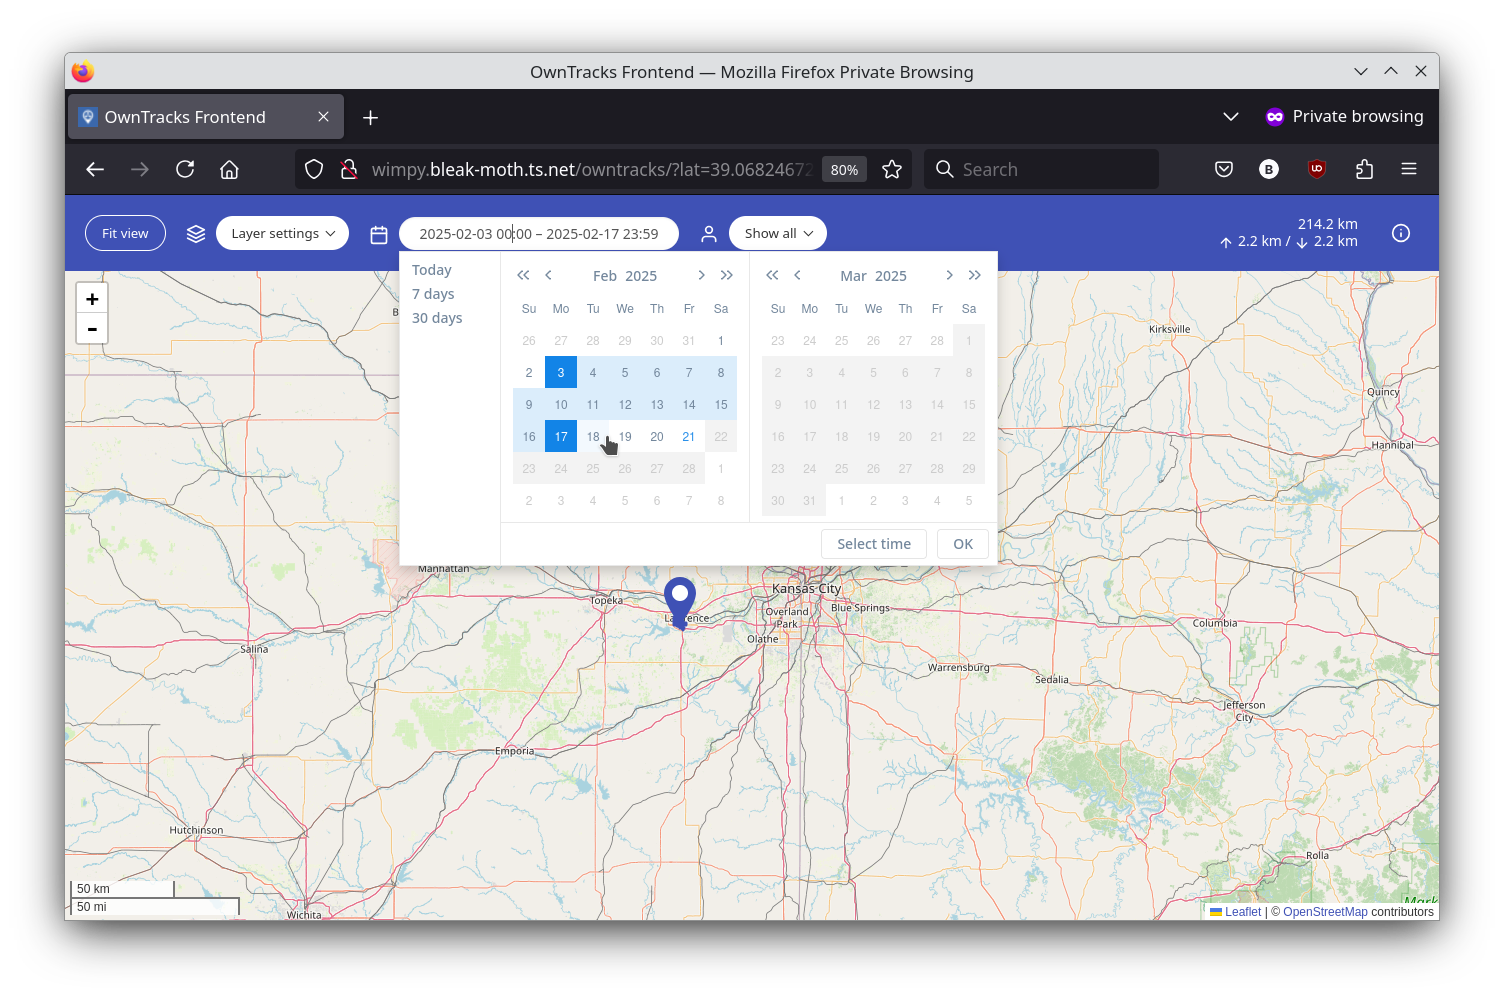 OwnTracks Frontend — Mozilla Firefox Private Browsing
OwnTracks Frontend
Private browsing
wimpy.bleak-moth.ts.net/owntracks/?lat=39.06824672
80%
Search
B
Fit view
Layer settings
2025-02-03 00:00 – 2025-02-17 23:59
Show all
214.2 km
2.2 km / 2.2 km
Today
7 days
30 days
Feb 2025
Su Mo Tu We Th Fr Sa
26 27 28 29 30 31 1
2 3 4 5 6 7 8
9 10 11 12 13 14 15
16 17 18 19 20 21 22
23 24 25 26 27 28 1
2 3 4 5 6 7 8
Mar 2025
Su Mo Tu We Th Fr Sa
23 24 25 26 27 28 1
2 3 4 5 6 7 8
9 10 11 12 13 14 15
16 17 18 19 20 21 22
23 24 25 26 27 28 29
30 31 1 2 3 4 5
Select time
OK
+
-
Kirksville
Quincy
Hannibal
Manhattan
Topeka
Kansas City
Overland
Park
Blue Springs
Olathe
Columbia
Salina
Warrensburg
Sedalia
Jefferson
City
Emporia
Hutchinson
Rolla
Wichita
50 km
50 mi
Leaflet | © OpenStreetMap contributors